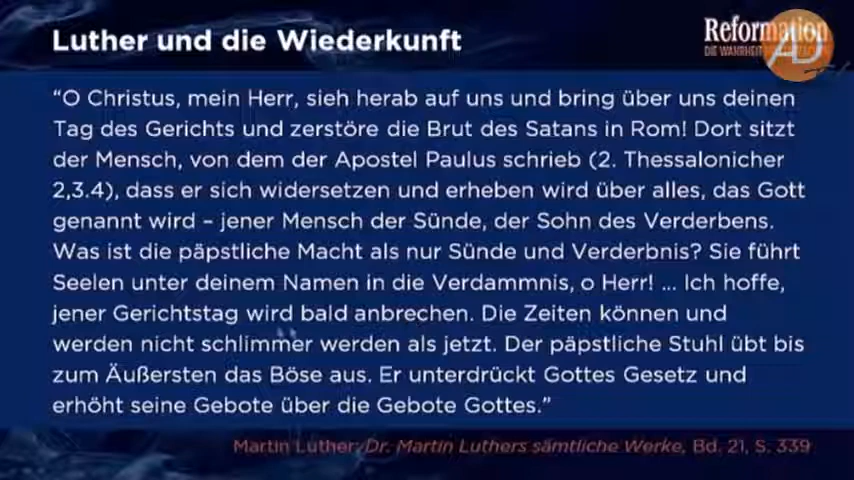 Luther und die Wiederkunft
Reformation
DIE WAHRHEIT
“O Christus, mein Herr, sieh herab auf uns und bring über uns deinen
Tag des Gerichts und zerstöre die Brut des Satans in Rom! Dort sitzt
der Mensch, von dem der Apostel Paulus schrieb (2. Thessalonicher
2,3.4), dass er sich widersetzen und erheben wird über alles, das Gott
genannt wird – jener Mensch der Sünde, der Sohn des Verderbens.
Was ist die päpstliche Macht als nur Sünde und Verderbnis? Sie führt
Seelen unter deinem Namen in die Verdammnis, o Herr! ... Ich hoffe,
jener Gerichtstag wird bald anbrechen. Die Zeiten können und
werden nicht schlimmer werden als jetzt. Der päpstliche Stuhl übt bis
zum Äußersten das Böse aus. Er unterdrückt Gottes Gesetz und
erhöht seine Gebote über die Gebote Gottes.”
Martin Luther: Dr. Martin Luthers sämtliche Werke, Bd. 21, S. 339